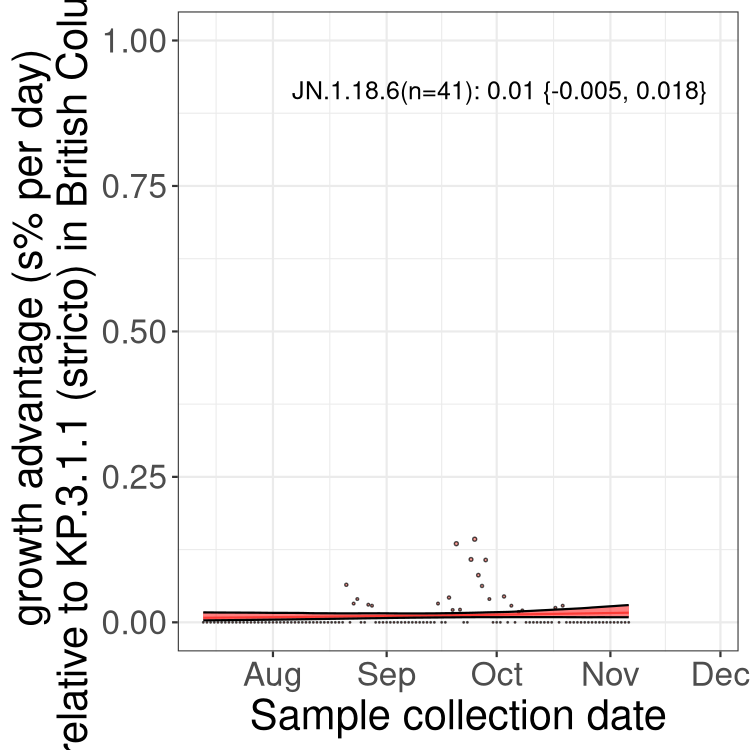 growth advantage (s% per day)
relative to KP.3.1.1 (stricto) in British
1.00
0.75
0.50
0.25
0.00
JN.1.18.6(n=41): 0.01 {-0.005, 0.018}
Aug Sep Oct Nov Dec
Sample collection date